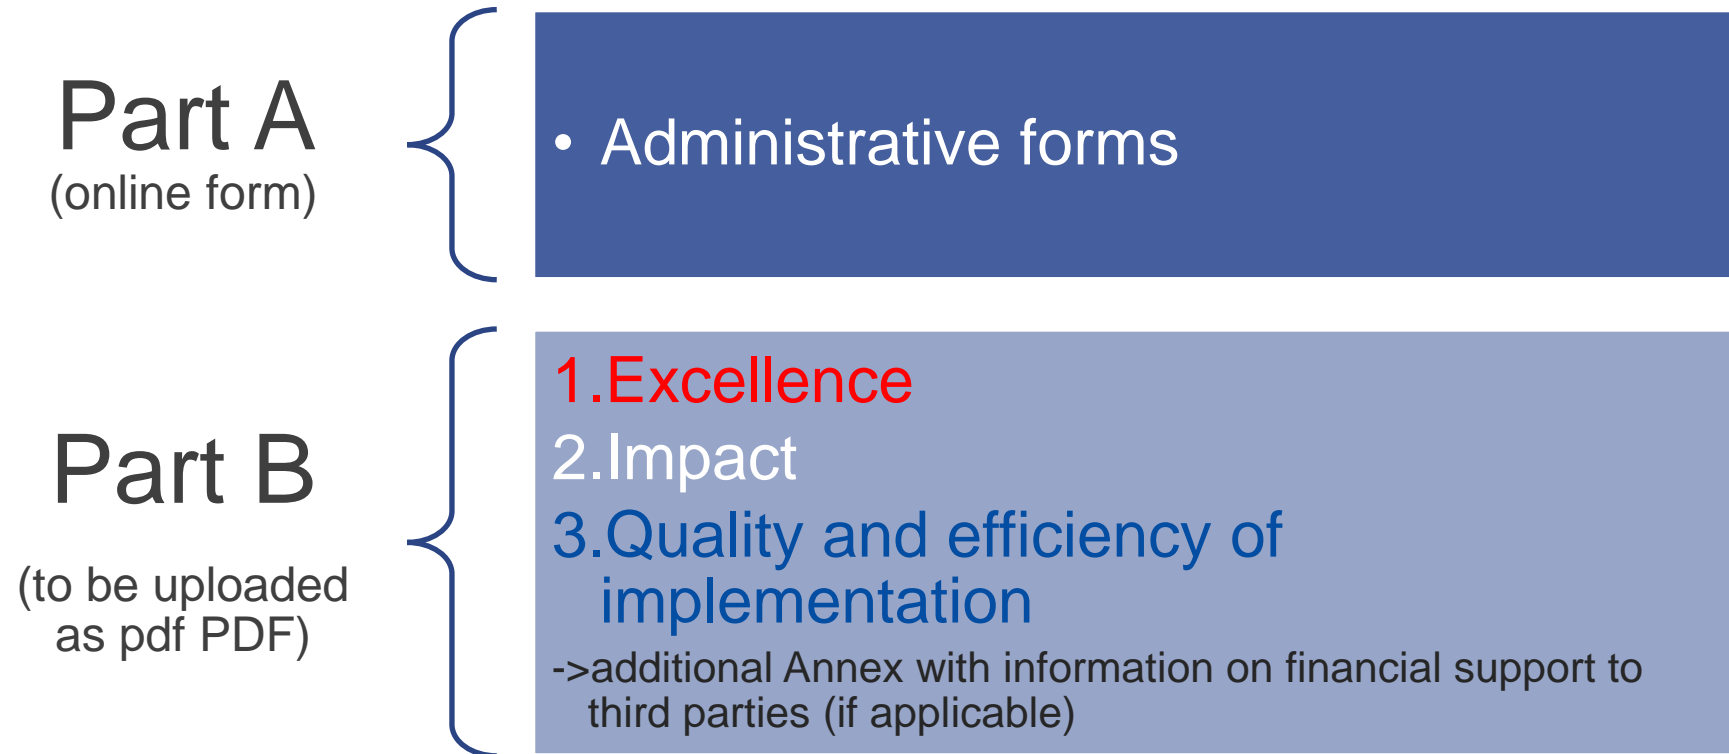 Part A
(online form)
• Administrative forms
Part B
(to be uploaded
as pdf PDF)
1.Excellence
2.Impact
3.Quality and efficiency of
implementation
->additional Annex with information on financial support to
third parties (if applicable)